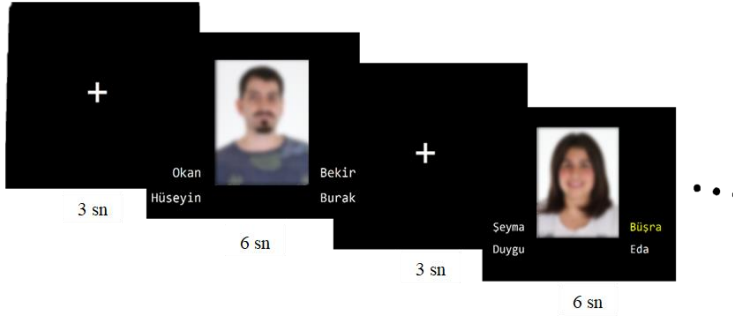 +
Okan Bekir
Hüseyin Burak
3 sn
6 sn
+
3 sn
Şeyma Büşra
Duygu Eda
6 sn
...